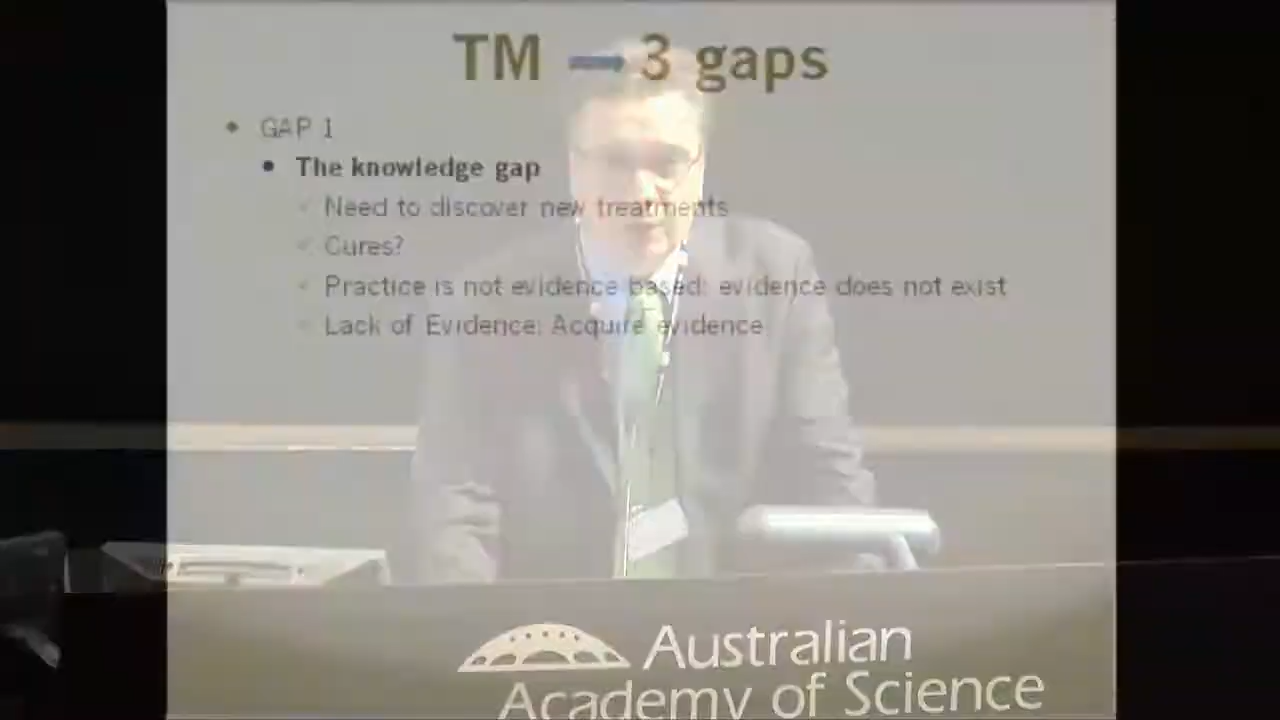 TM → 3 gaps
GAP 1
The knowledge gap
Need to discover new treatments
Cures?
Practice is not evidence based: evidence does not exist
Lack of Evidence: Acquire evidence
Australian
Academy of Science